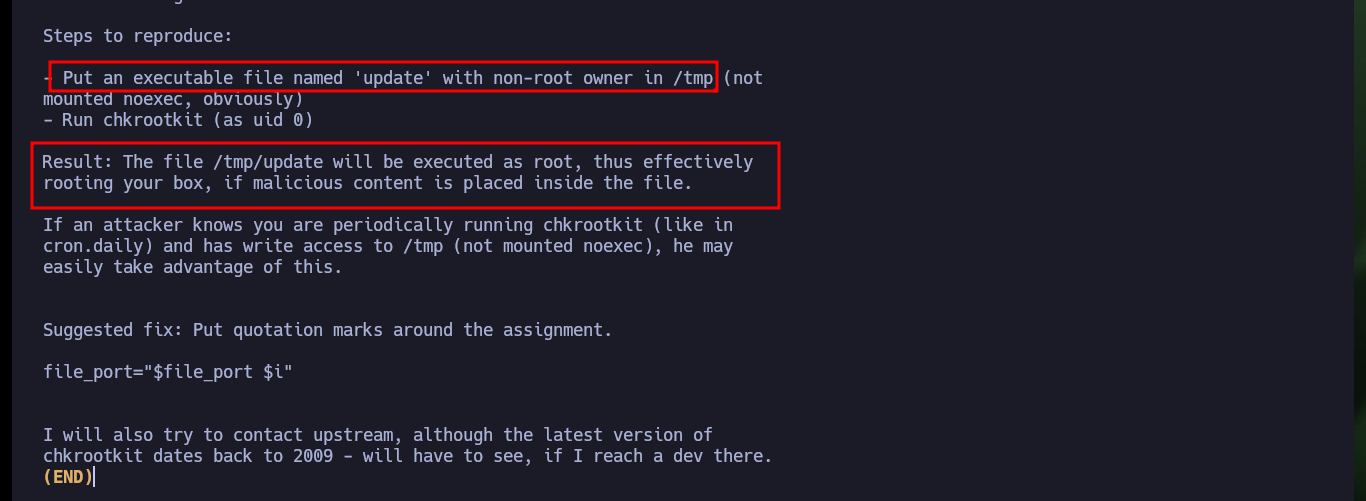 Steps to reproduce:
- Put an executable file named 'update' with non-root owner in /tmp (not
mounted noexec, obviously)
- Run chkrootkit (as uid 0)
Result: The file /tmp/update will be executed as root, thus effectively
rooting your box, if malicious content is placed inside the file.
If an attacker knows you are periodically running chkrootkit (like in
cron.daily) and has write access to /tmp (not mounted noexec), he may
easily take advantage of this.
Suggested fix: Put quotation marks around the assignment.
file_port="$file_port $i"
I will also try to contact upstream, although the latest version of
chkrootkit dates back to 2009 - will have to see, if I reach a dev there.
(END)